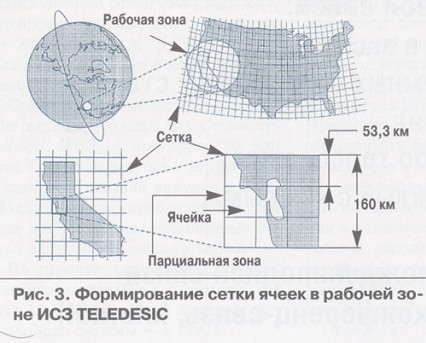 Рабочая зона
Сетка
53,3 км
Ячейка
160 км
Парциальная зона
Рис. 3. Формирование сетки ячеек в рабочей зо-
не ИСЗ TELEDESIC